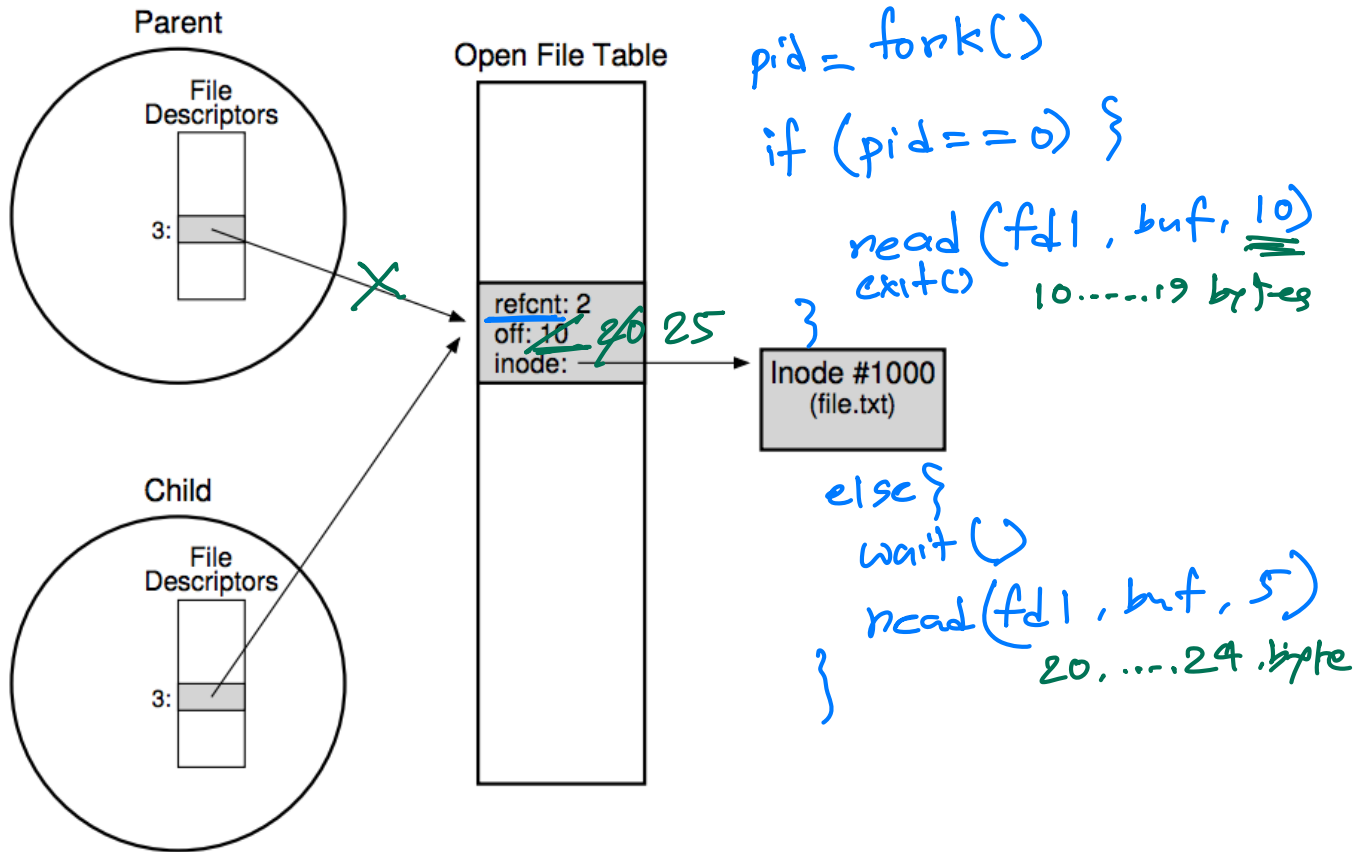 Parent
File
Descriptors
3:
Open File Table
refcnt: 2
off: 10 20 25
inode:
Child
File
Descriptors
3:
pid = fork()
if (pid == 0) {
read (fd1, buf, 10)
exit()
10.....19 bytes
}
Inode #1000
(file.txt)
else{
wait()
read(fd1, buf, 5)
20,....24 .byte
}